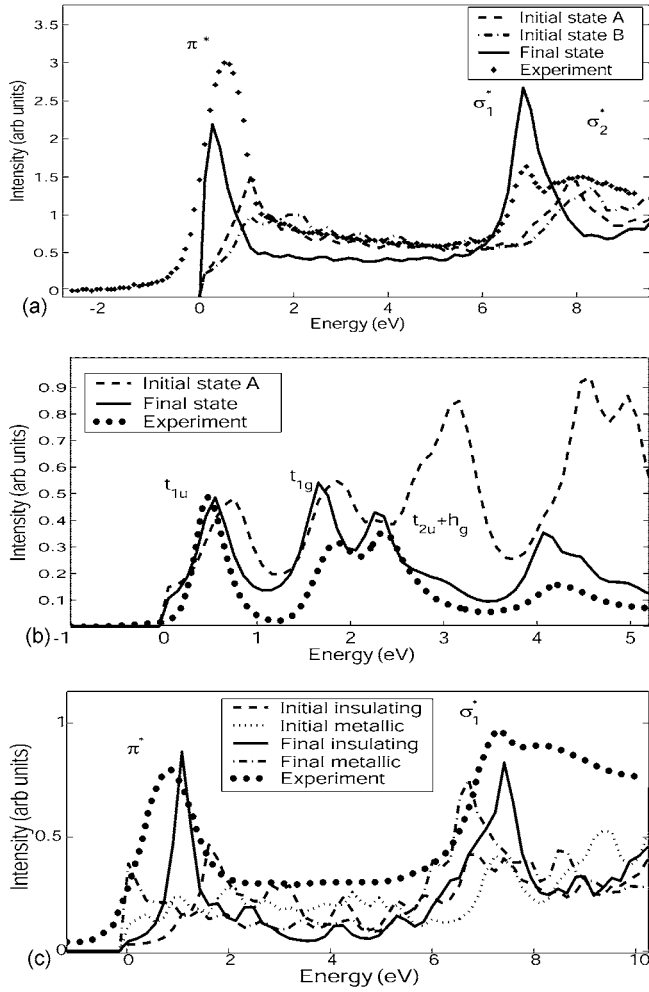 3.5
3
2.5
2
1.5
1
0.5
0
Intensity (arb units)
π*
σ1*
σ2*
Initial state A
Initial state B
Final state
Experiment
-2 0 2 4 6 8
Energy (eV)
(a)
0.9
0.8
0.7
0.6
0.5
0.4
0.3
0.2
0.1
Intensity (arb units)
Initial state A
Final state
Experiment
t1u
t1g
t2u+hg
-1 0 1 2 3 4 5
Energy (eV)
(b)
1
0.5
0
Intensity (arb units)
π*
σ1*
Initial insulating
Initial metallic
Final insulating
Final metallic
Experiment
0 2 4 6 8 10
Energy (eV)
(c)